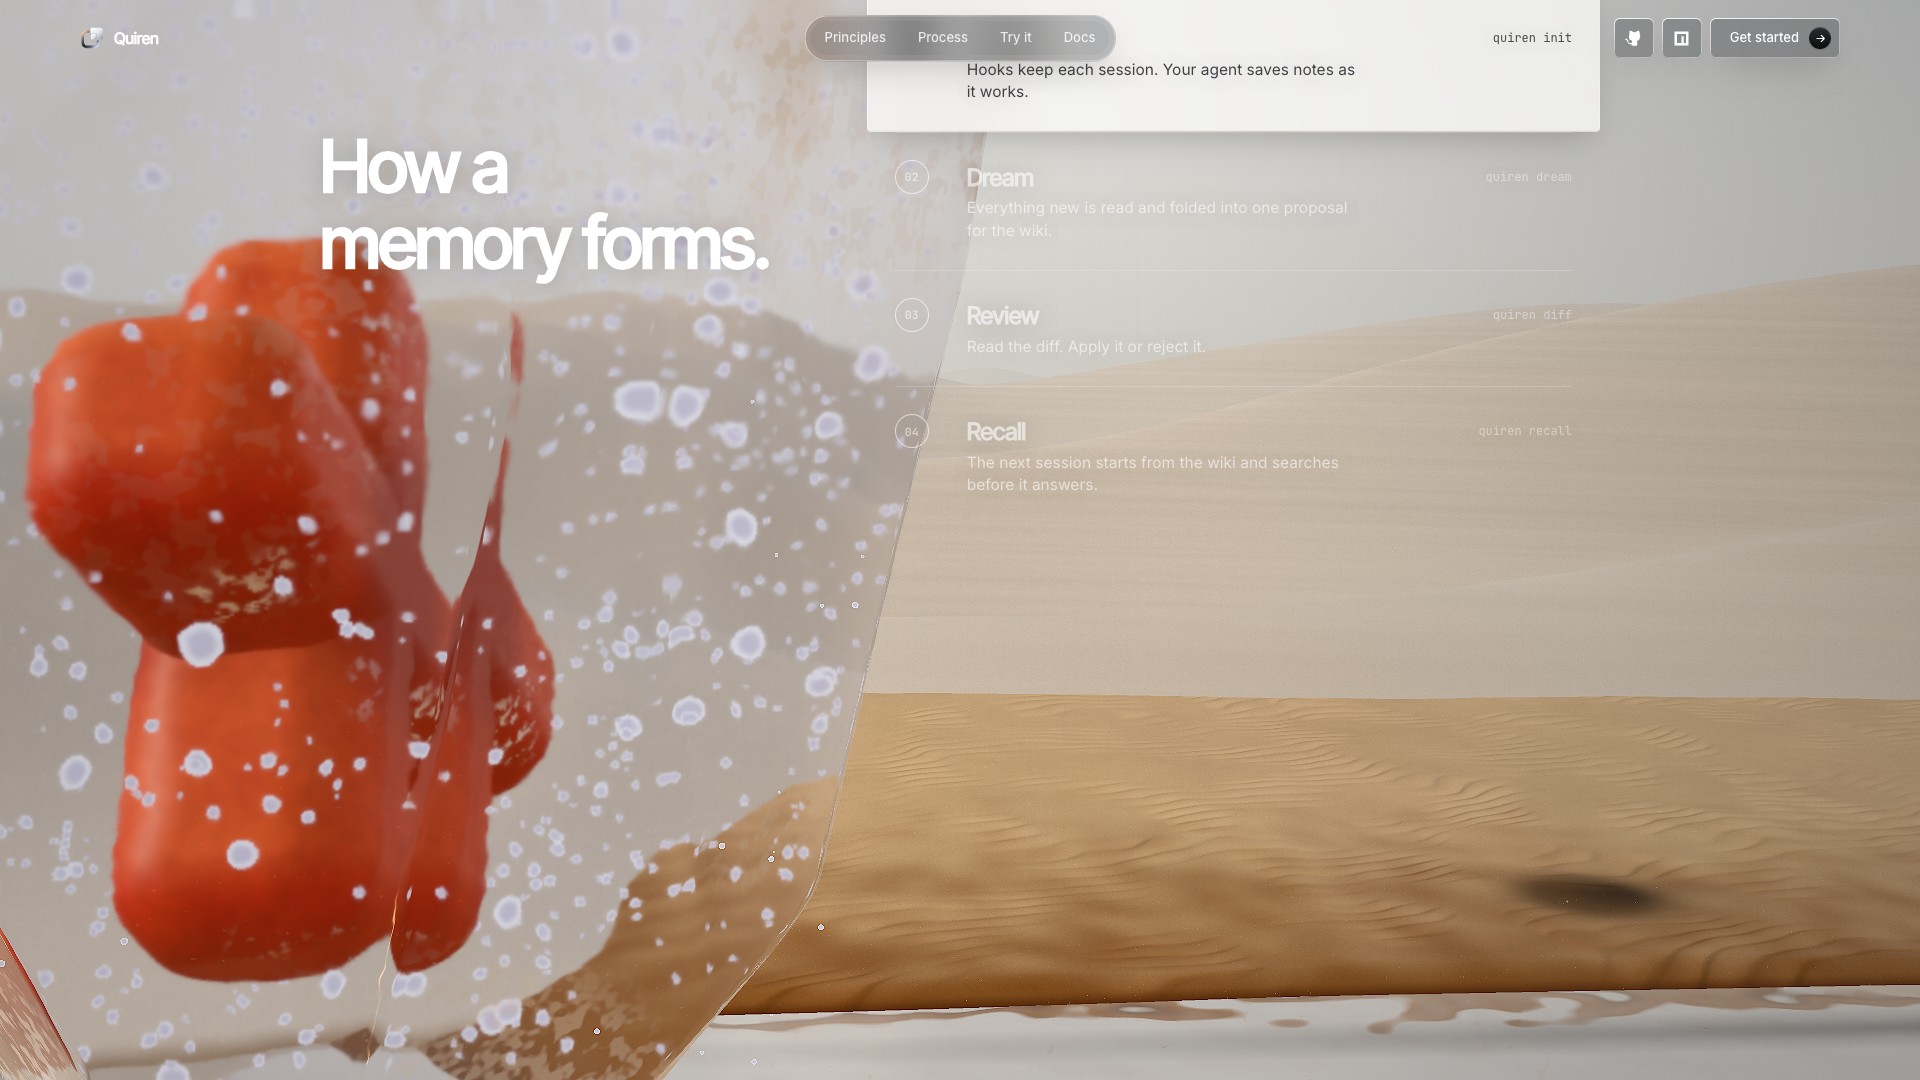 Quiren
Principles
Process
Try it
Docs
quiren init
Get started
Hooks keep each session. Your agent saves notes as
it works.
How a
memory forms.
02
Dream
quiren dream
Everything new is read and folded into one proposal
for the wiki.
03
Review
quiren diff
Read the diff. Apply it or reject it.
04
Recall
quiren recall
The next session starts from the wiki and searches
before it answers.